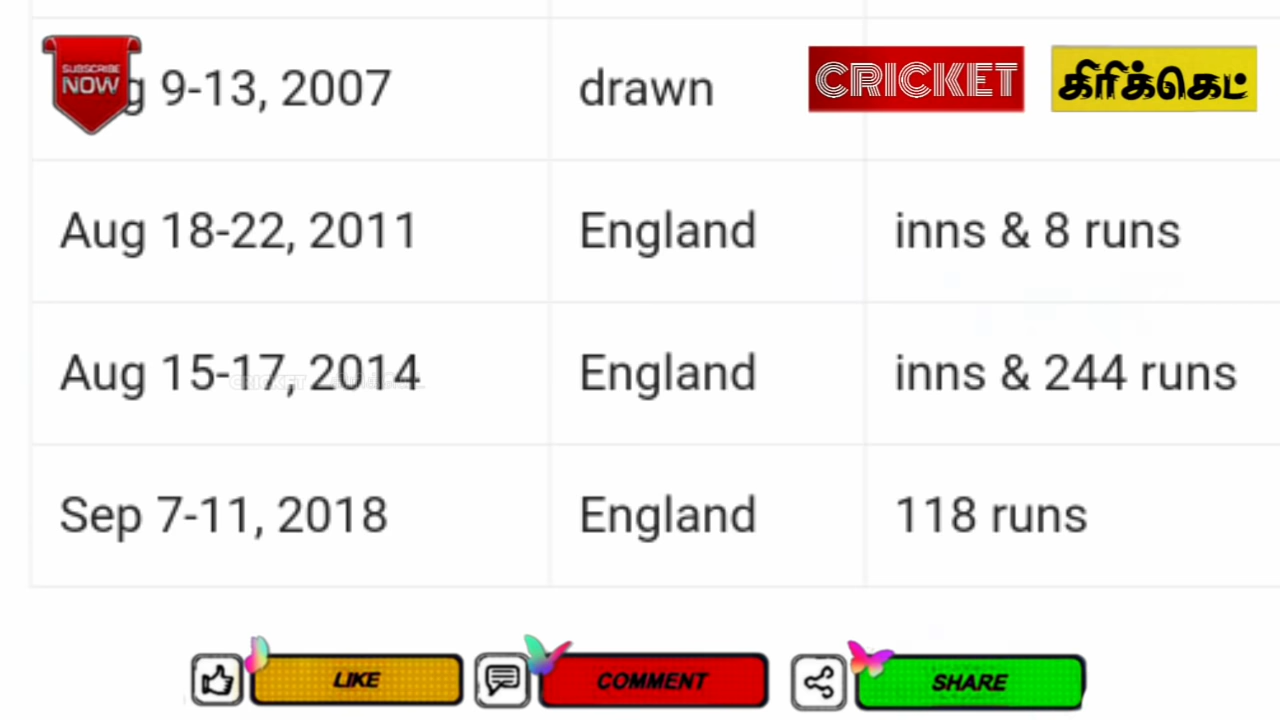 SUBSCRIBE
NOW
g 9-13, 2007 drawn CRICKET கிரிக்கெட்
Aug 18-22, 2011 England inns & 8 runs
Aug 15-17, 2014 England inns & 244 runs
Sep 7-11, 2018 England 118 runs
LIKE COMMENT SHARE